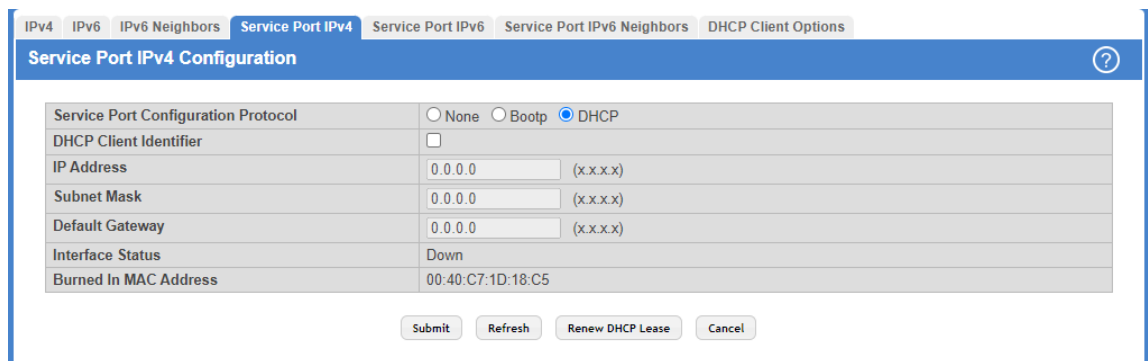 IPv4 IPv6 IPv6 Neighbors Service Port IPv4 Service Port IPv6 Service Port IPv6 Neighbors DHCP Client Options
Service Port IPv4 Configuration ?
Service Port Configuration Protocol None Bootp DHCP
DHCP Client Identifier
IP Address 0.0.0.0 (x.x.x.x)
Subnet Mask 0.0.0.0 (x.x.x.x)
Default Gateway 0.0.0.0 (x.x.x.x)
Interface Status Down
Burned In MAC Address 00:40:C7:1D:18:C5
Submit Refresh Renew DHCP Lease Cancel